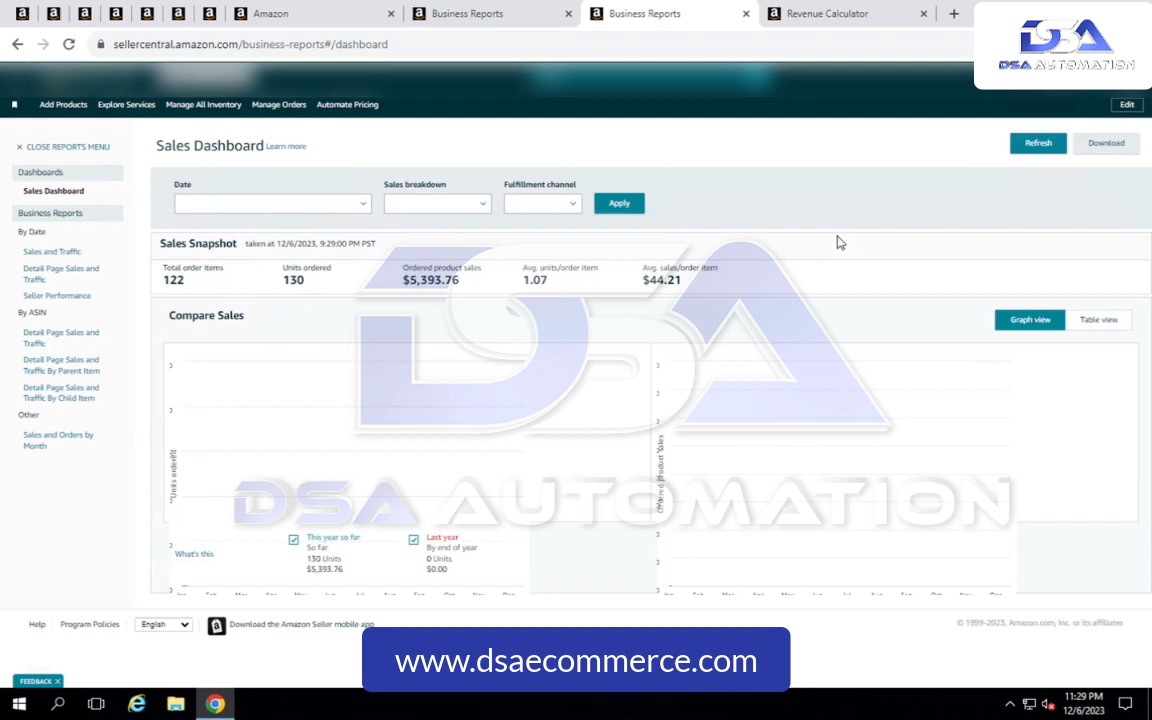 Amazon
Business Reports
Business Reports
Revenue Calculator
sellercentral.amazon.com/business-reports#/dashboard
DSA
DSA AUTOMATION
Add Products Explore Services Manage All Inventory Manage Orders Automate Pricing Edit
CLOSE REPORTS MENU
Sales Dashboard Learn more
Refresh Download
Dashboards
Sales Dashboard
Business Reports
By Date
Sales and Traffic
Detail Page Sales and
Traffic
Seller Performance
By ASIN
Detail Page Sales and
Traffic
Detail Page Sales and
Traffic By Parent Item
Detail Page Sales and
Traffic By Child Item
Other
Sales and Orders by
Month
Date Sales breakdown Fulfillment channel
Apply
Sales Snapshot taken at 12/6/2023, 9:29:00 PM PST
Total order items Units ordered Ordered product sales Avg. units/order item Avg. sales/order item
122 130 $5,393.76 1.07 $44.21
Compare Sales
Graph view Table view
DSA
DSA AUTOMATION
Units ordered
Ordered Product Sales
What's this
This year so far
So far
130 Units
$5,393.76
Last year
By end of year
0 Units
$0.00
Help Program Policies English Download the Amazon Seller mobile app
© 1999-2023, Amazon.com, Inc. or its affiliates
www.dsaecommerce.com
FEEDBACK X
11:29 PM
12/6/2023